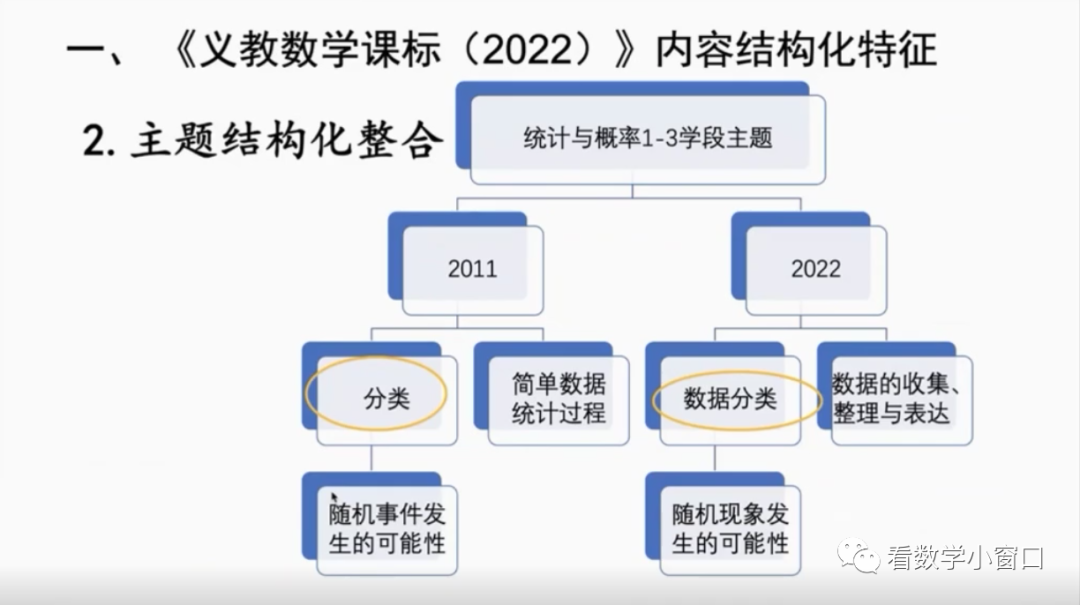 一、《义教数学课标（2022）》内容结构化特征
2. 主题结构化整合
统计与概率1-3学段主题
2011
2022
分类
简单数据
统计过程
数据分类
数据的收集、
整理与表达
随机事件发
生的可能性
随机现象发
生的可能性
看数学小窗口